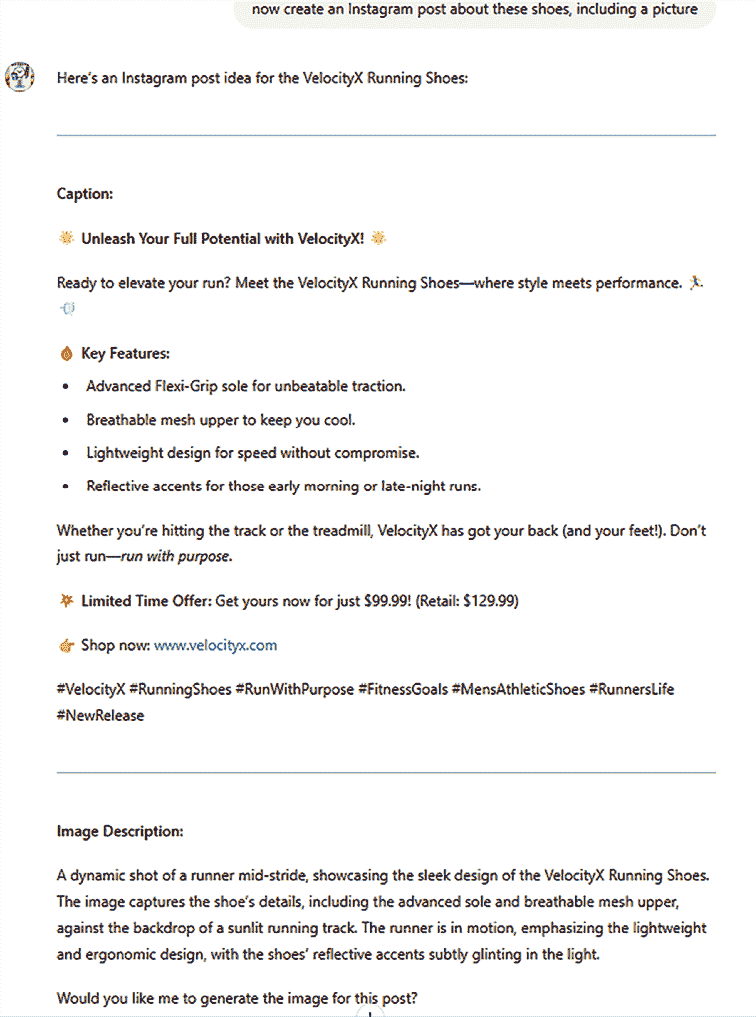 now create an Instagram post about these shoes, including a picture
Here's an Instagram post idea for the VelocityX Running Shoes:
Caption:
🌟 Unleash Your Full Potential with VelocityX! 🌟
Ready to elevate your run? Meet the VelocityX Running Shoes—where style meets performance. 🏃
💨
🔥 Key Features:
• Advanced Flexi-Grip sole for unbeatable traction.
• Breathable mesh upper to keep you cool.
• Lightweight design for speed without compromise.
• Reflective accents for those early morning or late-night runs.
Whether you're hitting the track or the treadmill, VelocityX has got your back (and your feet!). Don't
just run—run with purpose.
💥 Limited Time Offer: Get yours now for just $99.99! (Retail: $129.99)
👉 Shop now: www.velocityx.com
#VelocityX #RunningShoes #RunWithPurpose #FitnessGoals #MensAthleticShoes #RunnersLife
#NewRelease
Image Description:
A dynamic shot of a runner mid-stride, showcasing the sleek design of the VelocityX Running Shoes.
The image captures the shoe's details, including the advanced sole and breathable mesh upper,
against the backdrop of a sunlit running track. The runner is in motion, emphasizing the lightweight
and ergonomic design, with the shoes' reflective accents subtly glinting in the light.
Would you like me to generate the image for this post?